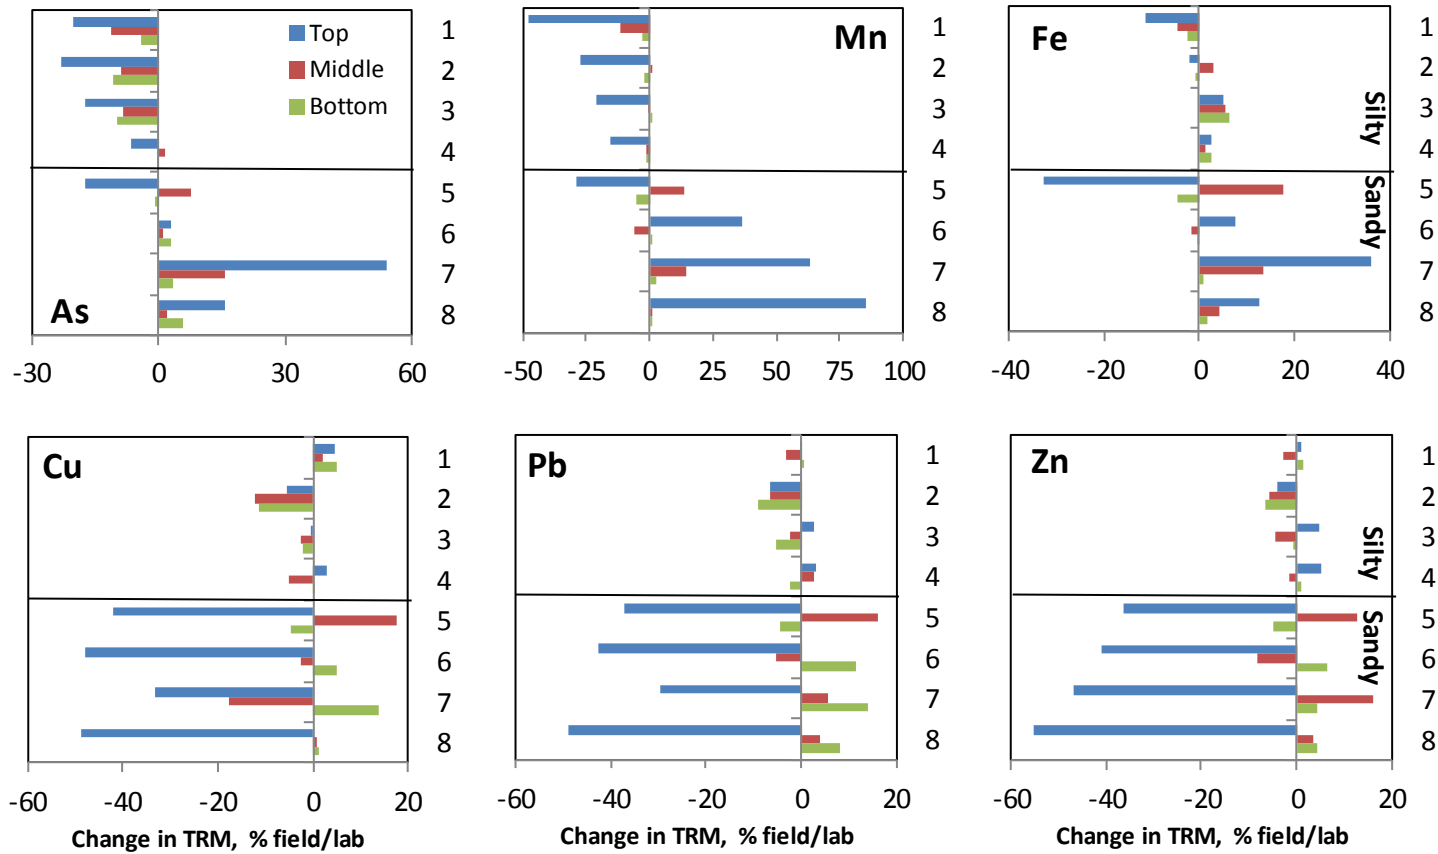 Top
Middle
Bottom
As
1
2
3
4
5
6
7
8
-30 0 30 60
Mn
1
2
3
4
5
6
7
8
-50 -25 0 25 50 75 100
Fe
Silty
Sandy
1
2
3
4
5
6
7
8
-40 -20 0 20 40
Cu
1
2
3
4
5
6
7
8
-60 -40 -20 0 20
Change in TRM, % field/lab
Pb
1
2
3
4
5
6
7
8
-60 -40 -20 0 20
Change in TRM, % field/lab
Zn
Silty
Sandy
1
2
3
4
5
6
7
8
-60 -40 -20 0 20
Change in TRM, % field/lab